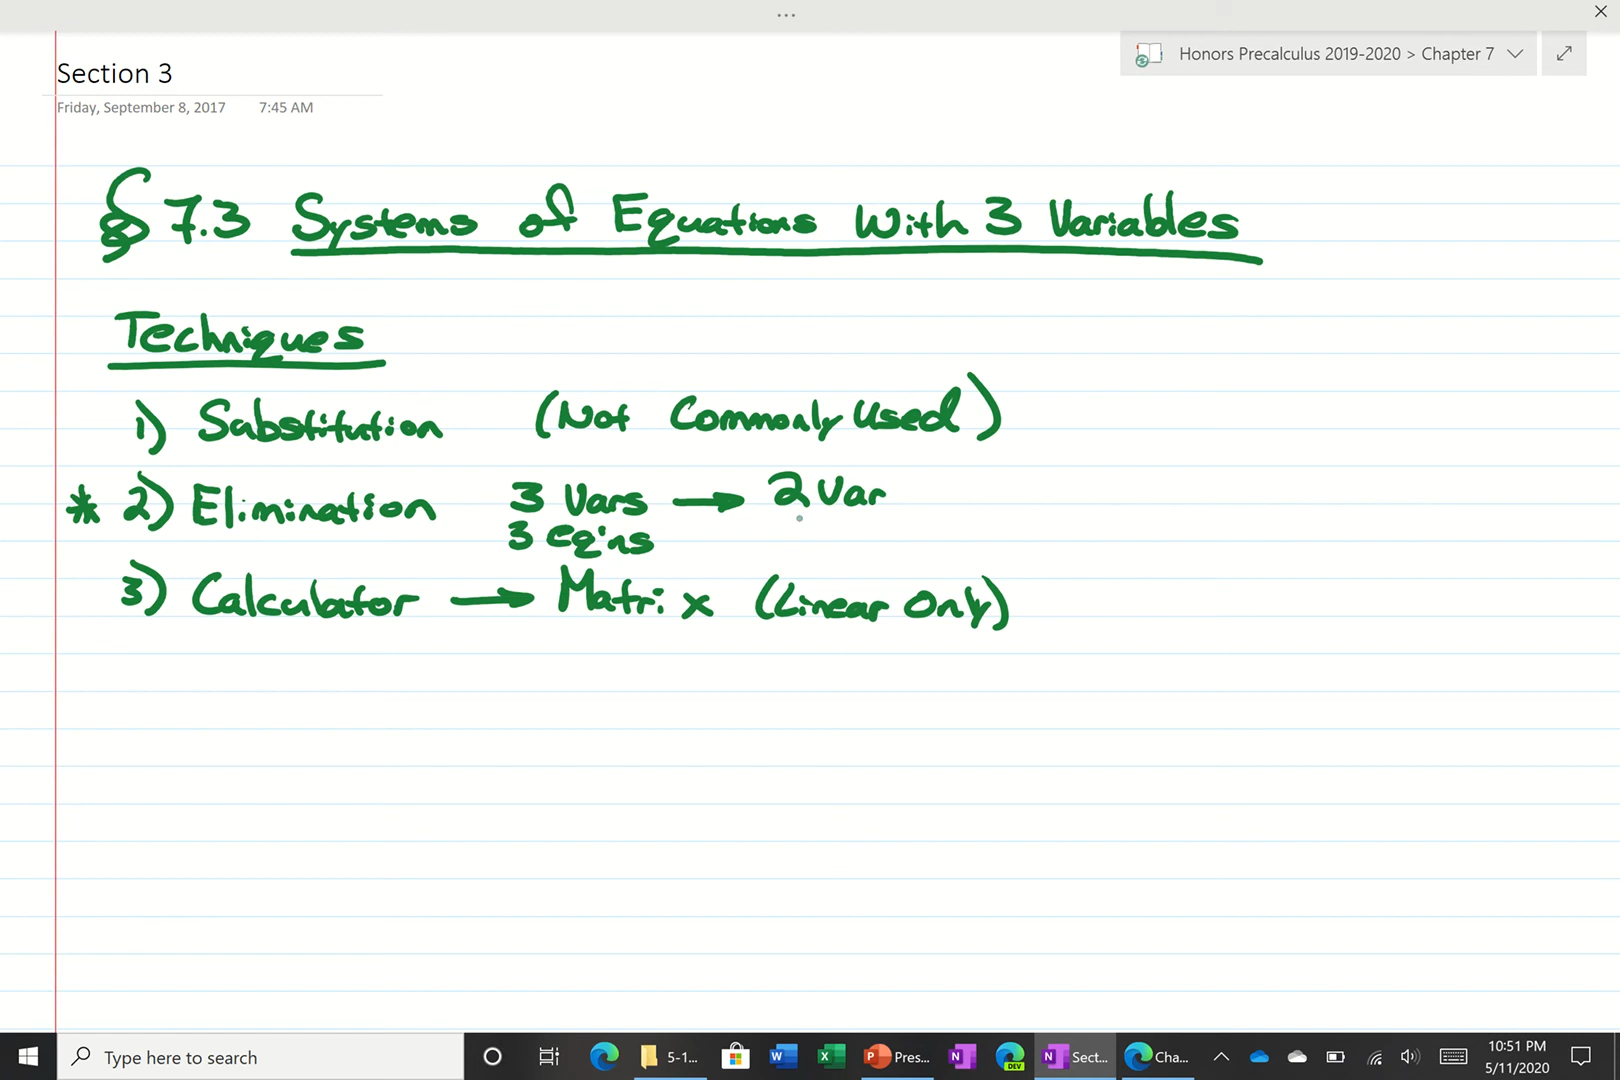 Honors Precalculus 2019-2020 > Chapter 7
Section 3
Friday, September 8, 2017 7:45 AM
§ 7.3 Systems of Equations With 3 Variables
Techniques
1) Substitution (Not Commonly Used)
* 2) Elimination 3 Vars → 2 Var
3 eq'ns
3) Calculator → Matrix (Linear Only)
Type here to search
5-1...
Pres...
DEV
Sect...
Cha...
10:51 PM
5/11/2020